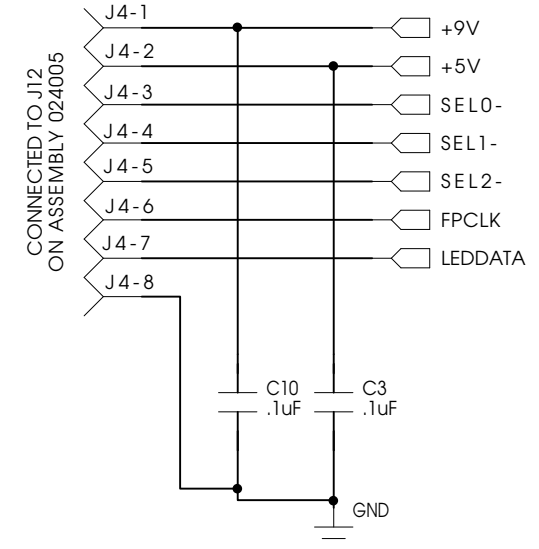 CONNECTED TO J12
ON ASSEMBLY 024005
J4-1
+9V
J4-2
+5V
J4-3
SEL0-
J4-4
SEL1-
J4-5
SEL2-
J4-6
FPCLK
J4-7
LEDDATA
J4-8
C10
.1uF
C3
.1uF
GND